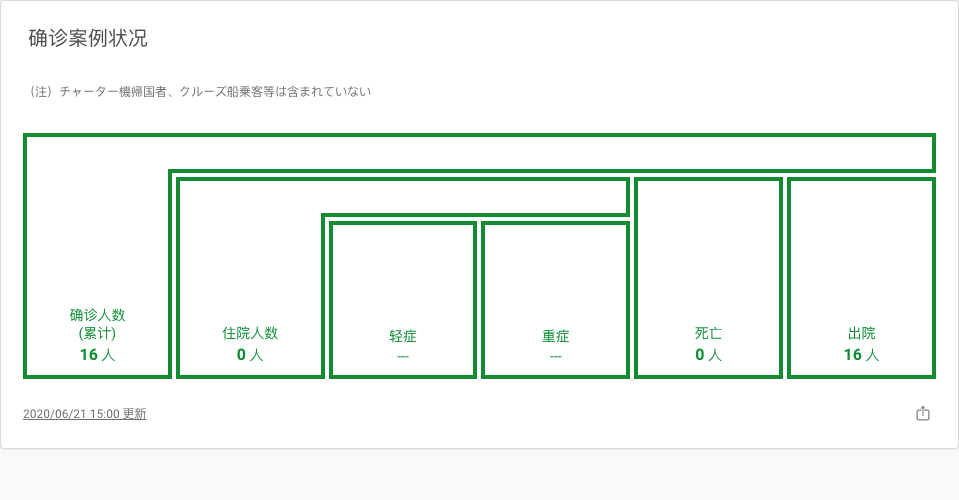 确诊案例状况
（注）チャーター機帰国者、クルーズ船乗客等は含まれていない
确诊人数
(累计)
16 人
住院人数
0 人
轻症
---
重症
---
死亡
0 人
出院
16 人
2020/06/21 15:00 更新